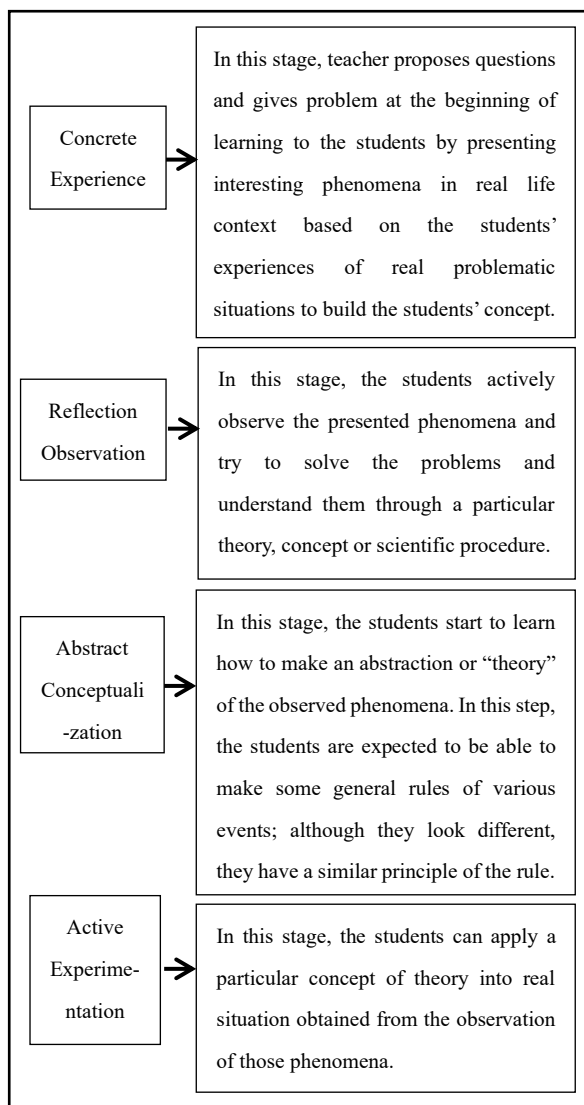 Concrete
Experience
In this stage, teacher proposes questions
and gives problem at the beginning of
learning to the students by presenting
interesting phenomena in real life
context based on the students’
experiences of real problematic
situations to build the students’ concept.
Reflection
Observation
In this stage, the students actively
observe the presented phenomena and
try to solve the problems and
understand them through a particular
theory, concept or scientific procedure.
Abstract
Conceptuali
-zation
In this stage, the students start to learn
how to make an abstraction or “theory”
of the observed phenomena. In this step,
the students are expected to be able to
make some general rules of various
events; although they look different,
they have a similar principle of the rule.
Active
Experime-
ntation
In this stage, the students can apply a
particular concept of theory into real
situation obtained from the observation
of those phenomena.